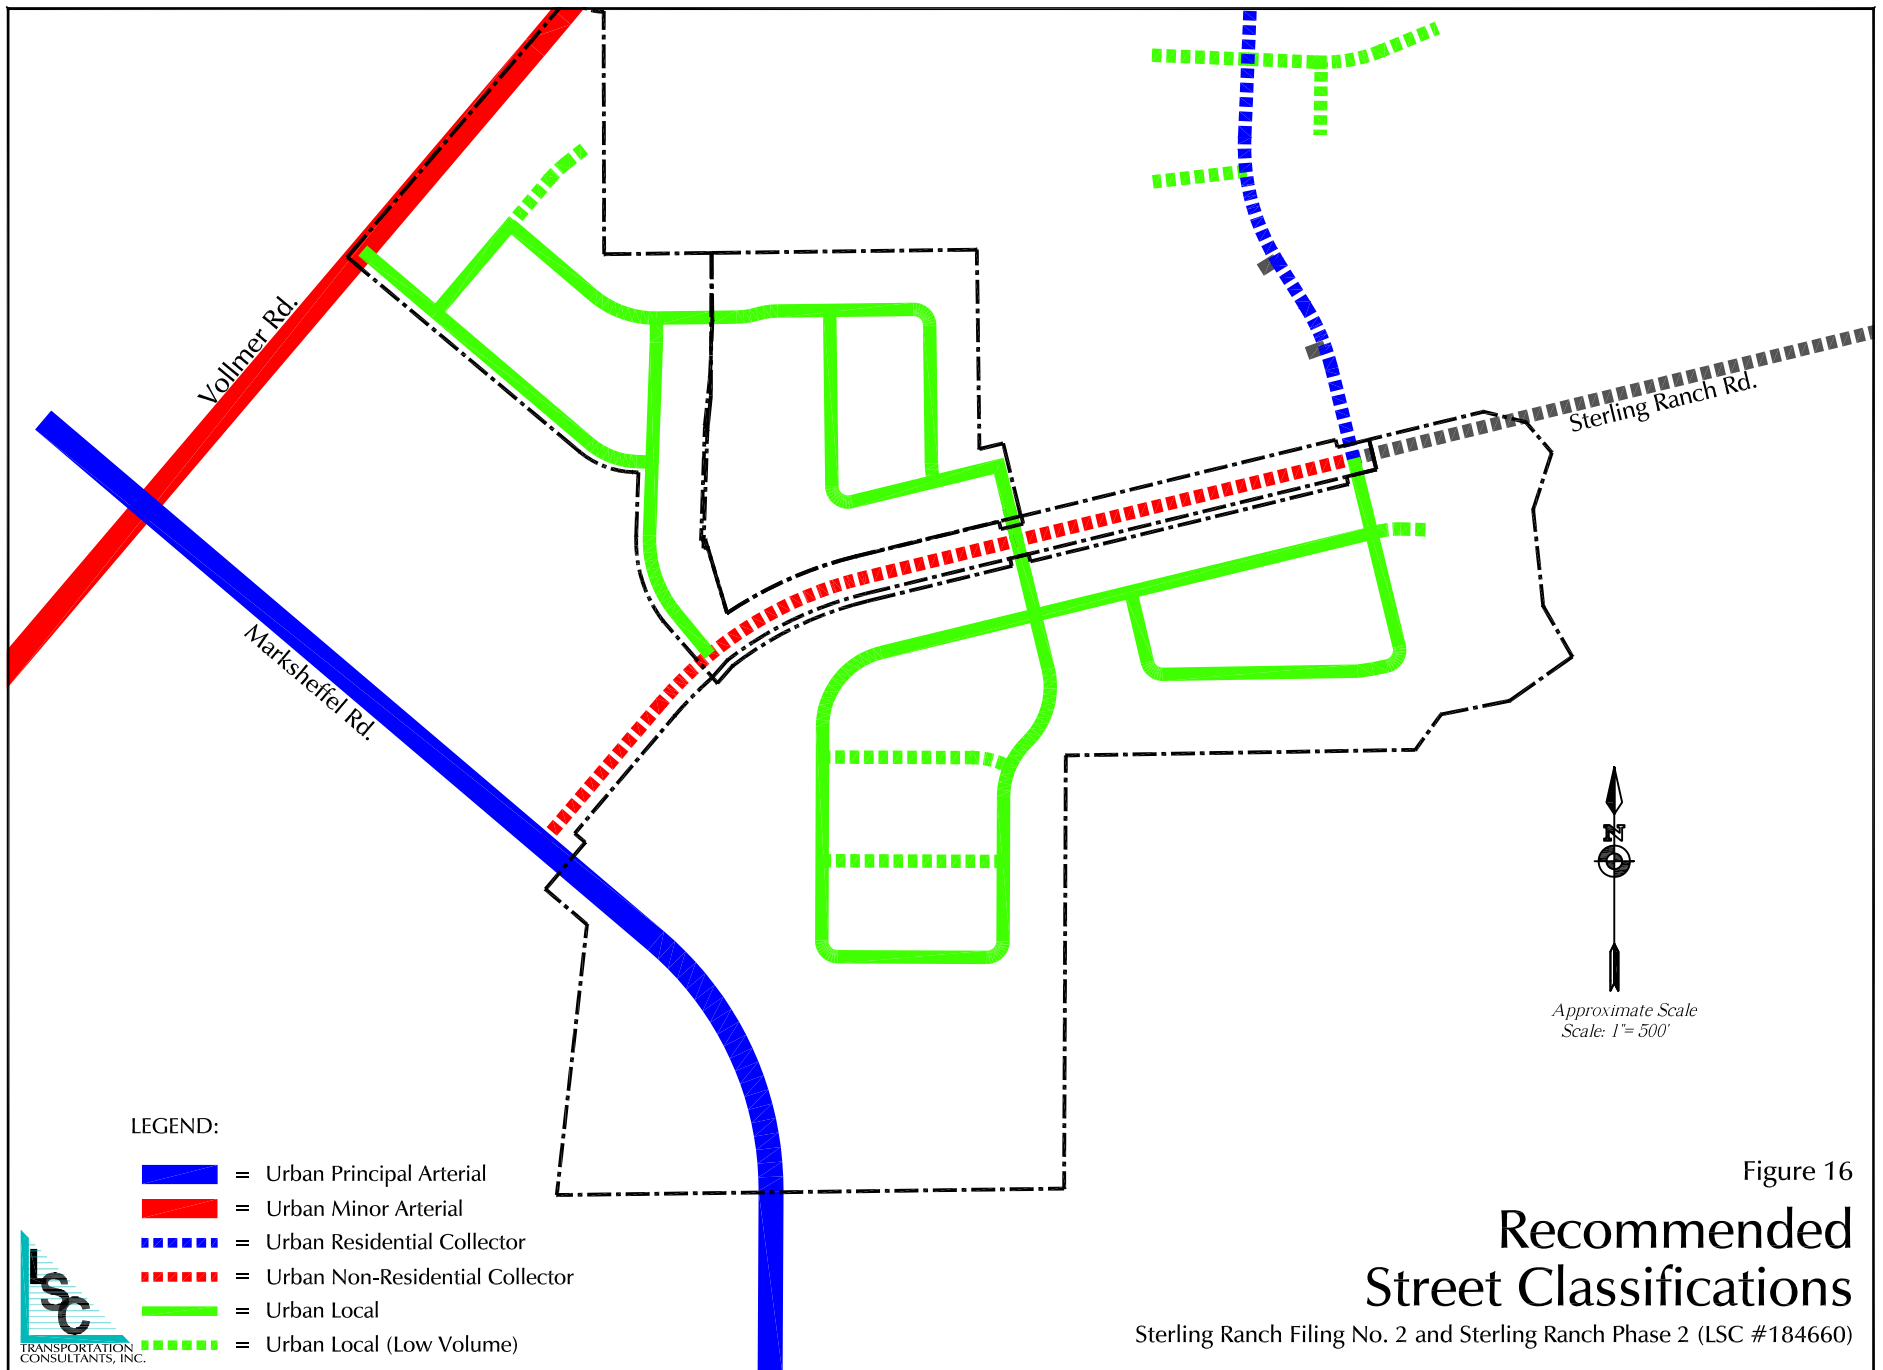 Vollmer Rd.
Sterling Ranch Rd.
Marksheffel Rd.
N
Approximate Scale
Scale: 1"= 500'
LEGEND:
= Urban Principal Arterial
= Urban Minor Arterial
= Urban Residential Collector
= Urban Non-Residential Collector
= Urban Local
= Urban Local (Low Volume)
LSC
TRANSPORTATION
CONSULTANTS, INC.
Figure 16
Recommended
Street Classifications
Sterling Ranch Filing No. 2 and Sterling Ranch Phase 2 (LSC #184660)